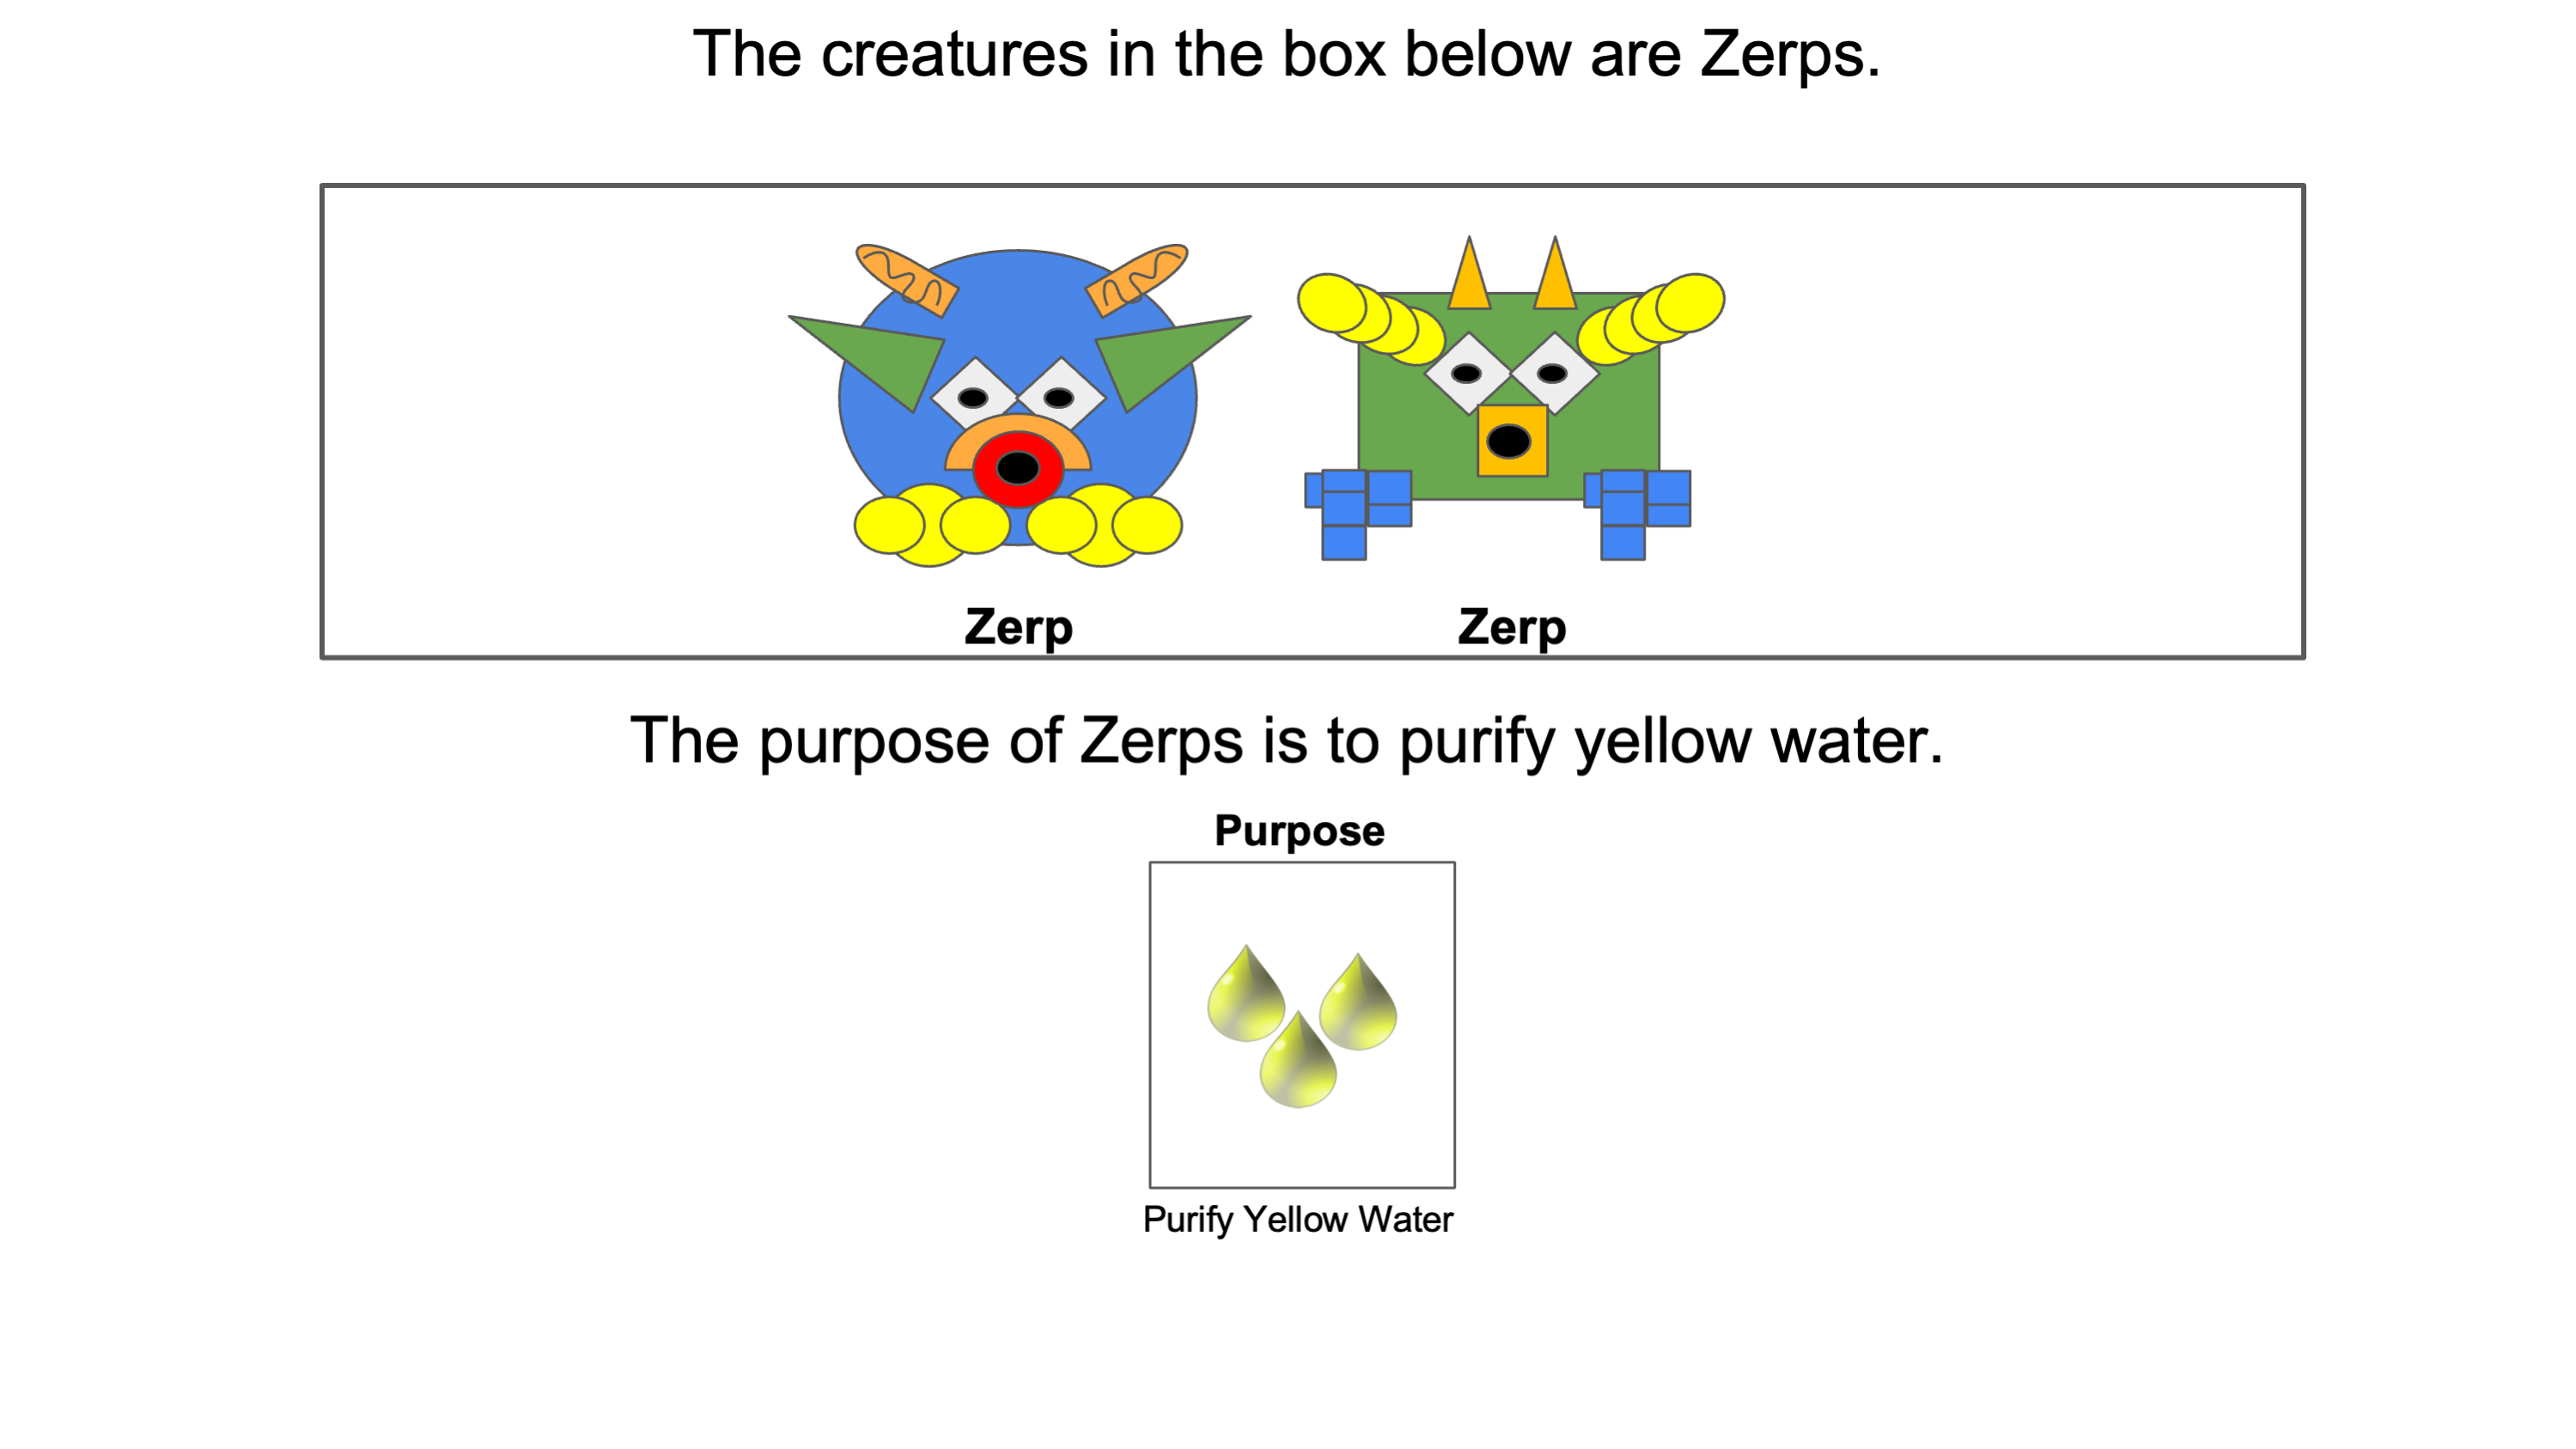 The creatures in the box below are Zerps.
Zerp Zerp
The purpose of Zerps is to purify yellow water.
Purpose
Purify Yellow Water